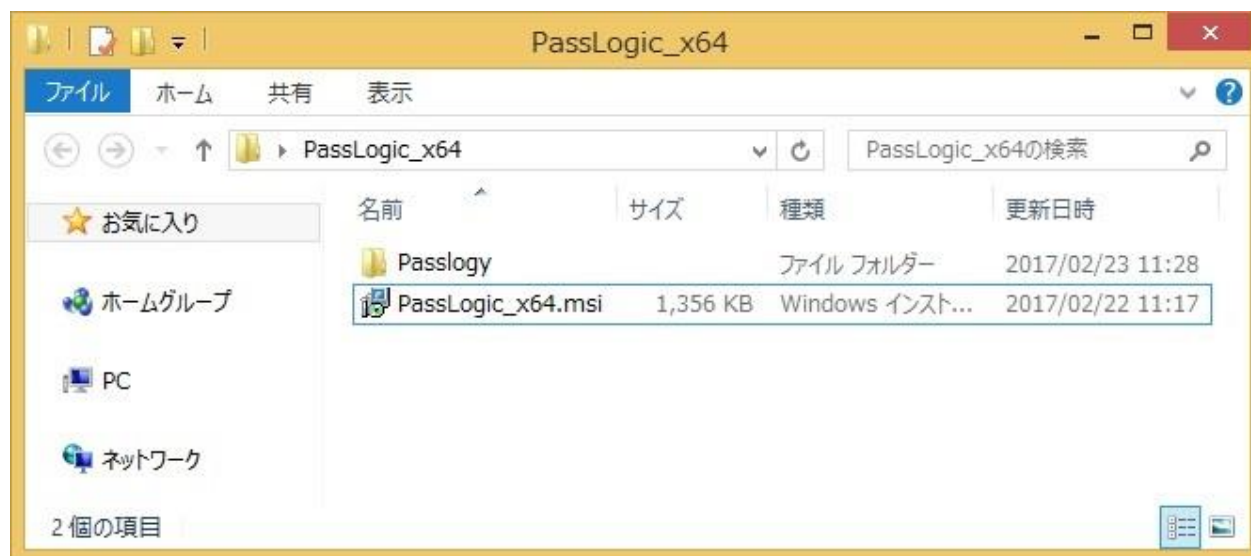 PassLogic_x64
ファイル ホーム 共有 表示
PassLogic_x64 PassLogic_x64の検索
お気に入り
ホームグループ
PC
ネットワーク
名前 サイズ 種類 更新日時
Passlogy ファイル フォルダー 2017/02/23 11:28
PassLogic_x64.msi 1,356 KB Windows インスト... 2017/02/22 11:17
2 個の項目